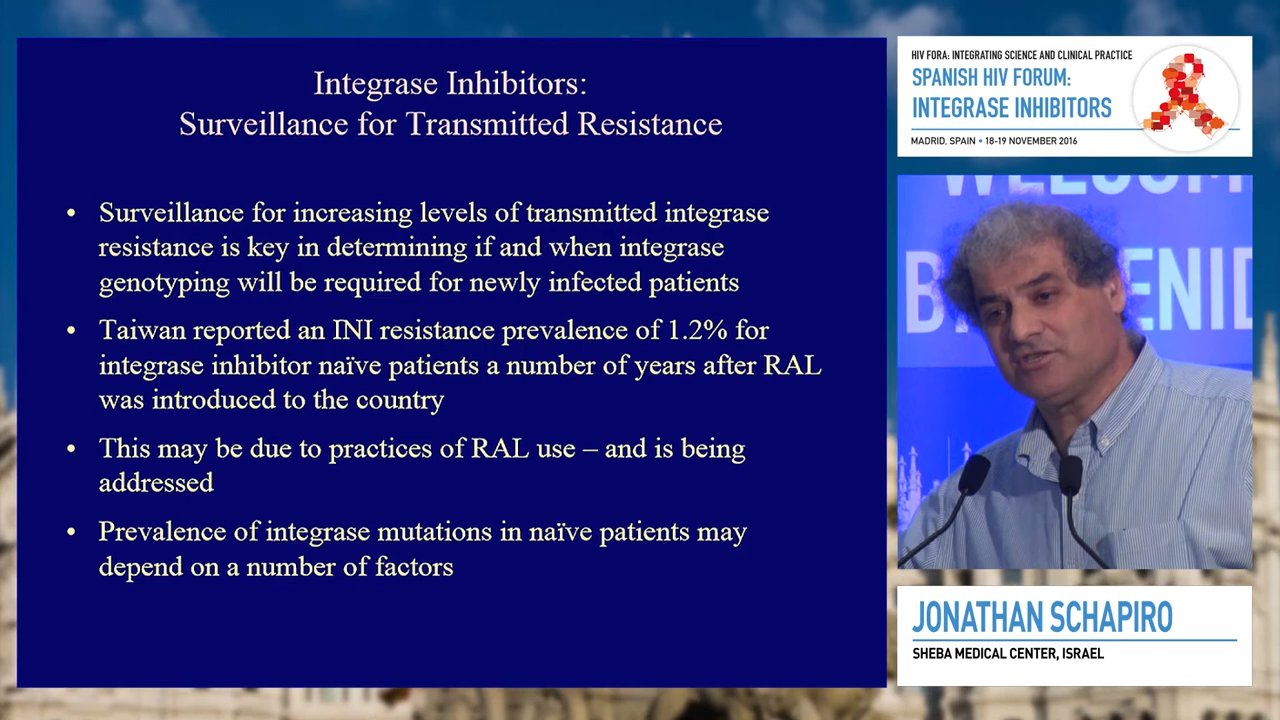 Integrase Inhibitors:
Surveillance for Transmitted Resistance
• Surveillance for increasing levels of transmitted integrase
resistance is key in determining if and when integrase
genotyping will be required for newly infected patients
• Taiwan reported an INI resistance prevalence of 1.2% for
integrase inhibitor naïve patients a number of years after RAL
was introduced to the country
• This may be due to practices of RAL use – and is being
addressed
• Prevalence of integrase mutations in naïve patients may
depend on a number of factors
HIV FORA: INTEGRATING SCIENCE AND CLINICAL PRACTICE
SPANISH HIV FORUM:
INTEGRASE INHIBITORS
MADRID, SPAIN • 18-19 NOVEMBER 2016
JONATHAN SCHAPIRO
SHEBA MEDICAL CENTER, ISRAEL